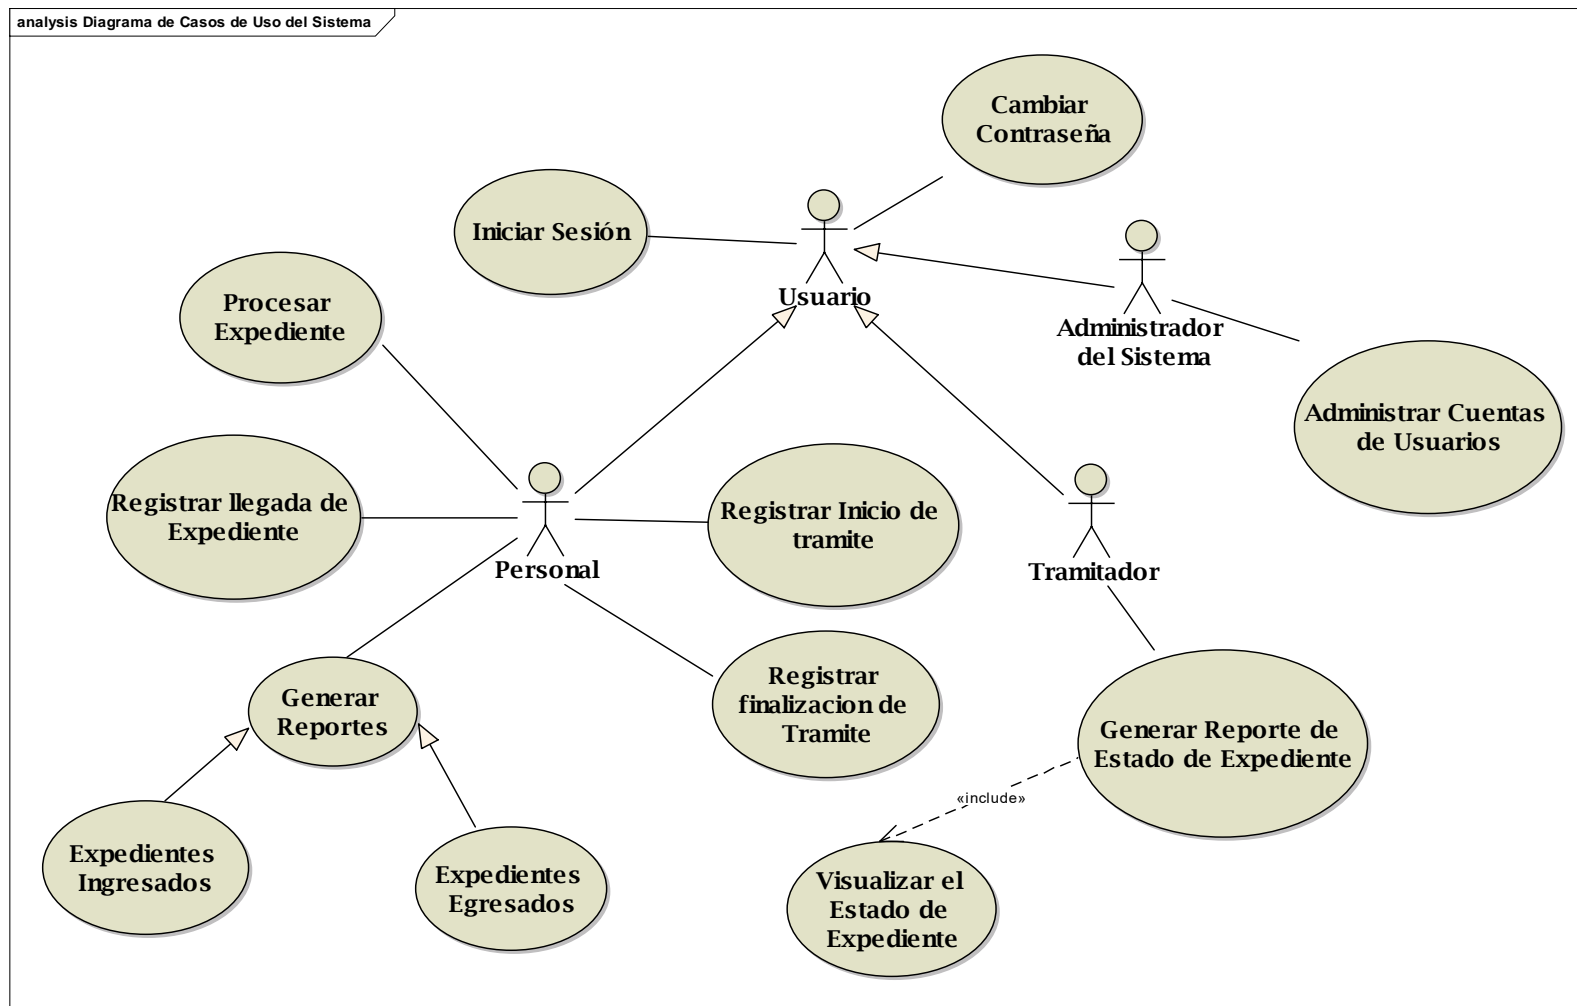 analysis Diagrama de Casos de Uso del Sistema
Cambiar
Contraseña
Iniciar Sesión
Usuario
Procesar
Expediente
Administrador
del Sistema
Administrar Cuentas
de Usuarios
Registrar llegada de
Expediente
Personal
Registrar Inicio de
tramite
Tramitador
Generar
Reportes
Registrar
finalizacion de
Tramite
Generar Reporte de
Estado de Expediente
«include»
Expedientes
Ingresados
Expedientes
Egresados
Visualizar el
Estado de
Expediente